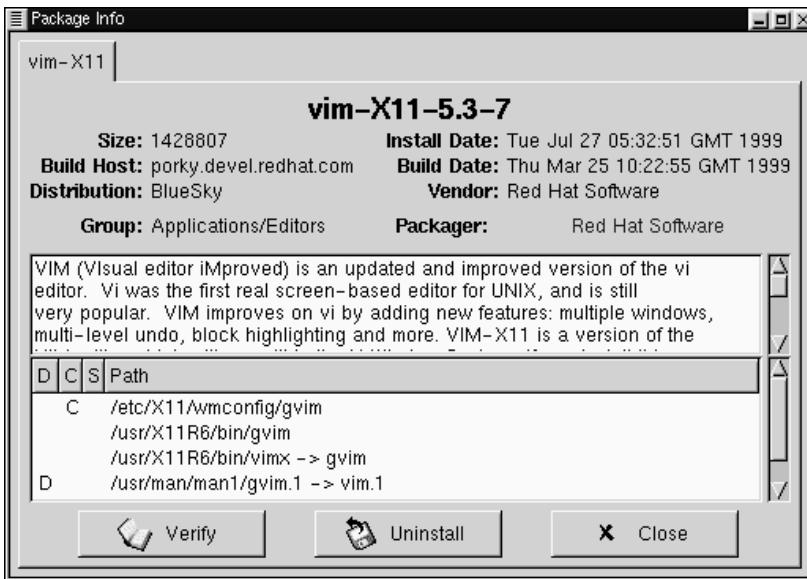 Package Info
vim-X11
vim-X11-5.3-7
Size: 1428807 Install Date: Tue Jul 27 05:32:51 GMT 1999
Build Host: porky.devel.redhat.com Build Date: Thu Mar 25 10:22:55 GMT 1999
Distribution: BlueSky Vendor: Red Hat Software
Group: Applications/Editors Packager: Red Hat Software
VIM (VIsual editor iMproved) is an updated and improved version of the vi
editor. Vi was the first real screen-based editor for UNIX, and is still
very popular. VIM improves on vi by adding new features: multiple windows,
multi-level undo, block highlighting and more. VIM-X11 is a version of the
D C S Path
C /etc/X11/wmconfig/gvim
/usr/X11R6/bin/gvim
/usr/X11R6/bin/vimx -> gvim
D /usr/man/man1/gvim.1 -> vim.1
Verify Uninstall Close